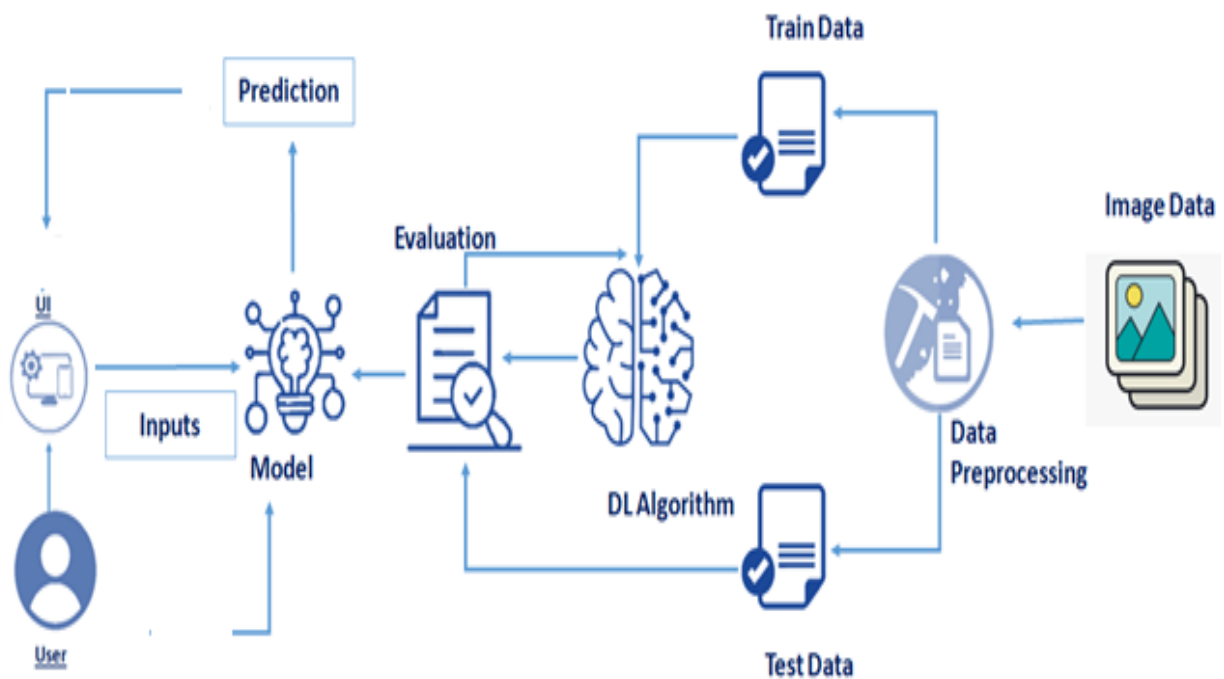 Train Data
Prediction
Image Data
Evaluation
UI
Inputs
Data
Preprocessing
Model
DL Algorithm
User
Test Data